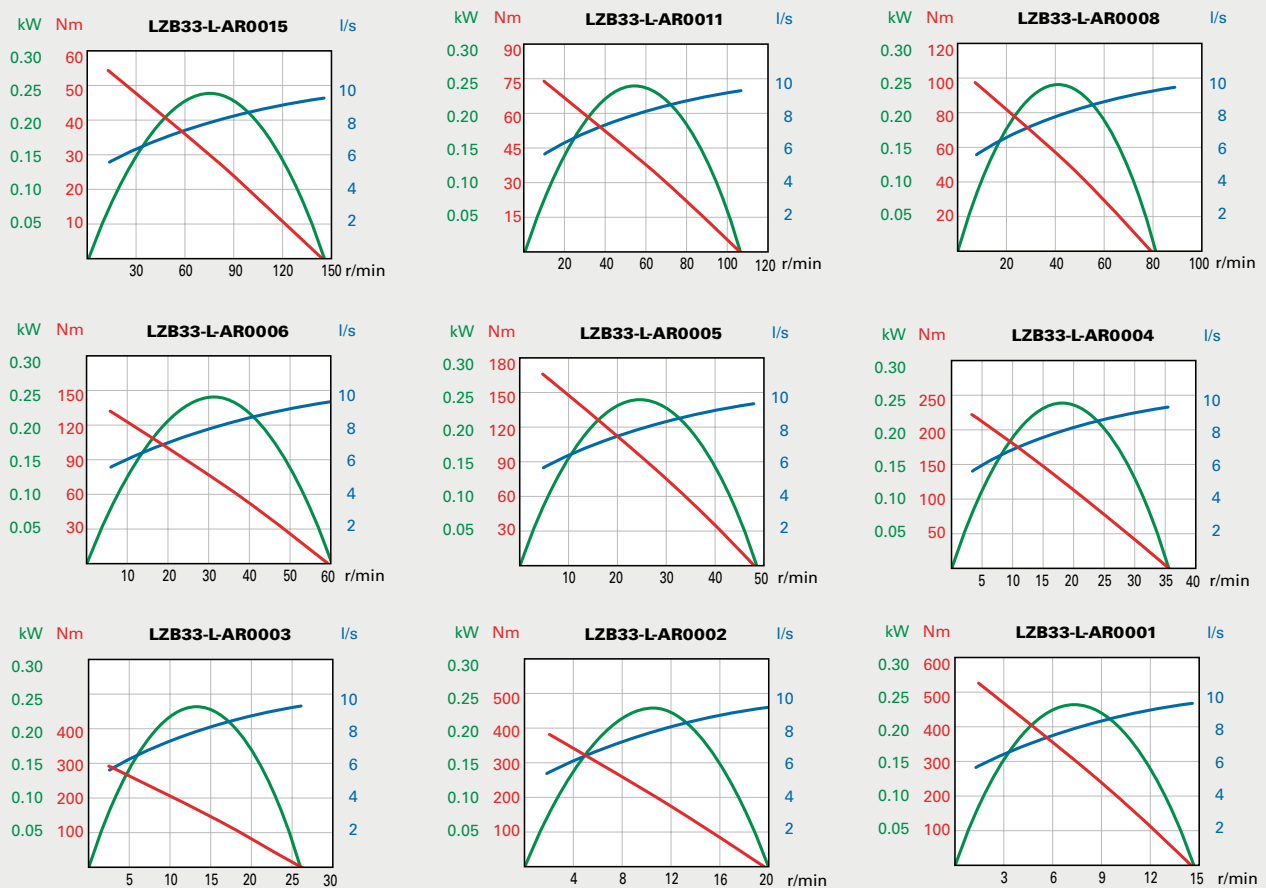 kW Nm LZB33-L-AR0015 l/s
0.30 60
0.25 50 10
0.20 40 8
0.15 30 6
0.10 20 4
0.05 10 2
30 60 90 120 150 r/min
kW Nm LZB33-L-AR0011 l/s
0.30 90
0.25 75 10
0.20 60 8
0.15 45 6
0.10 30 4
0.05 15 2
20 40 60 80 100 120 r/min
kW Nm LZB33-L-AR0008 l/s
0.30 120
0.25 100 10
0.20 80 8
0.15 60 6
0.10 40 4
0.05 20 2
20 40 60 80 100 r/min
kW Nm LZB33-L-AR0006 l/s
0.30
0.25 150 10
0.20 120 8
0.15 90 6
0.10 60 4
0.05 30 2
10 20 30 40 50 60 r/min
kW Nm LZB33-L-AR0005 l/s
0.30 180
0.25 150 10
0.20 120 8
0.15 90 6
0.10 60 4
0.05 30 2
10 20 30 40 50 r/min
kW Nm LZB33-L-AR0004 l/s
0.30
0.25 250 10
0.20 200 8
0.15 150 6
0.10 100 4
0.05 50 2
5 10 15 20 25 30 35 40 r/min
kW Nm LZB33-L-AR0003 l/s
0.30
0.25 10
0.20 400 8
0.15 300 6
0.10 200 4
0.05 100 2
5 10 15 20 25 30 r/min
kW Nm LZB33-L-AR0002 l/s
0.30
0.25 500 10
0.20 400 8
0.15 300 6
0.10 200 4
0.05 100 2
4 8 12 16 20 r/min
kW Nm LZB33-L-AR0001 l/s
0.30 600
0.25 500 10
0.20 400 8
0.15 300 6
0.10 200 4
0.05 100 2
3 6 9 12 15 r/min